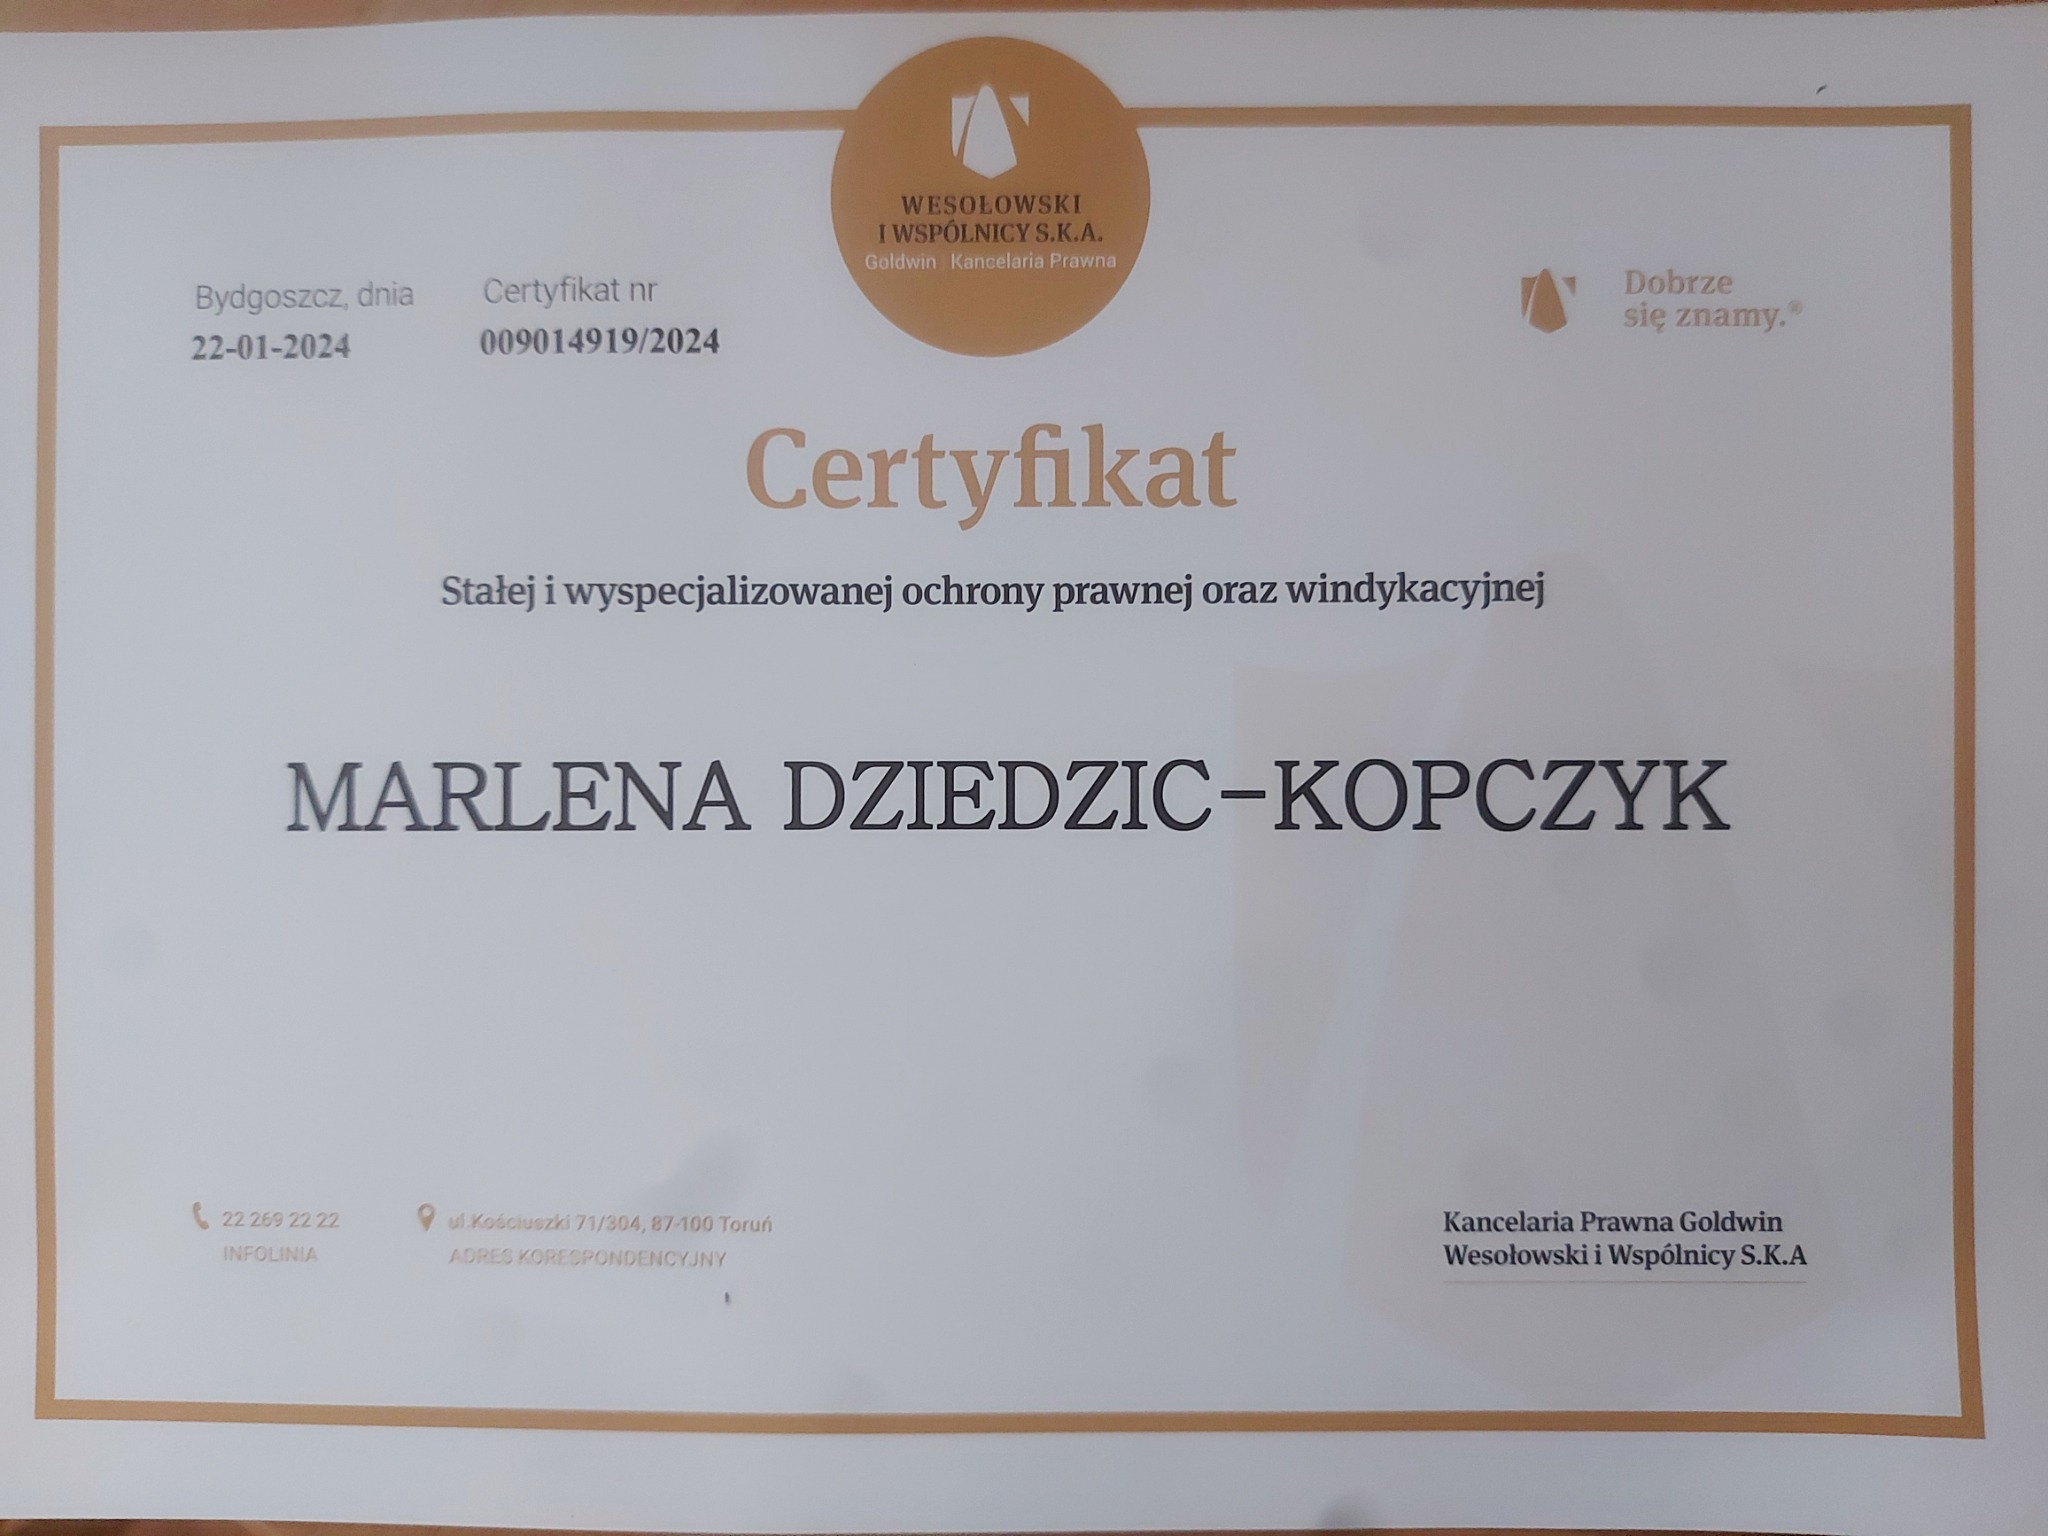 WESOŁOWSKI
I WSPÓLNICY S.K.A.
Goldwin Kancelaria Prawna
Bydgoszcz, dnia
22-01-2024
Certyfikat nr
009014919/2024
Dobrze
się znamy.®
Certyfikat
Stałej i wyspecjalizowanej ochrony prawnej oraz windykacyjnej
MARLENA DZIEDZIC-KOPCZYK
22 269 22 22
INFOLINIA
ul.Kościuszki 71/304, 87-100 Toruń
ADRES KORESPONDENCYJNY
Kancelaria Prawna Goldwin
Wesołowski i Wspólnicy S.K.A